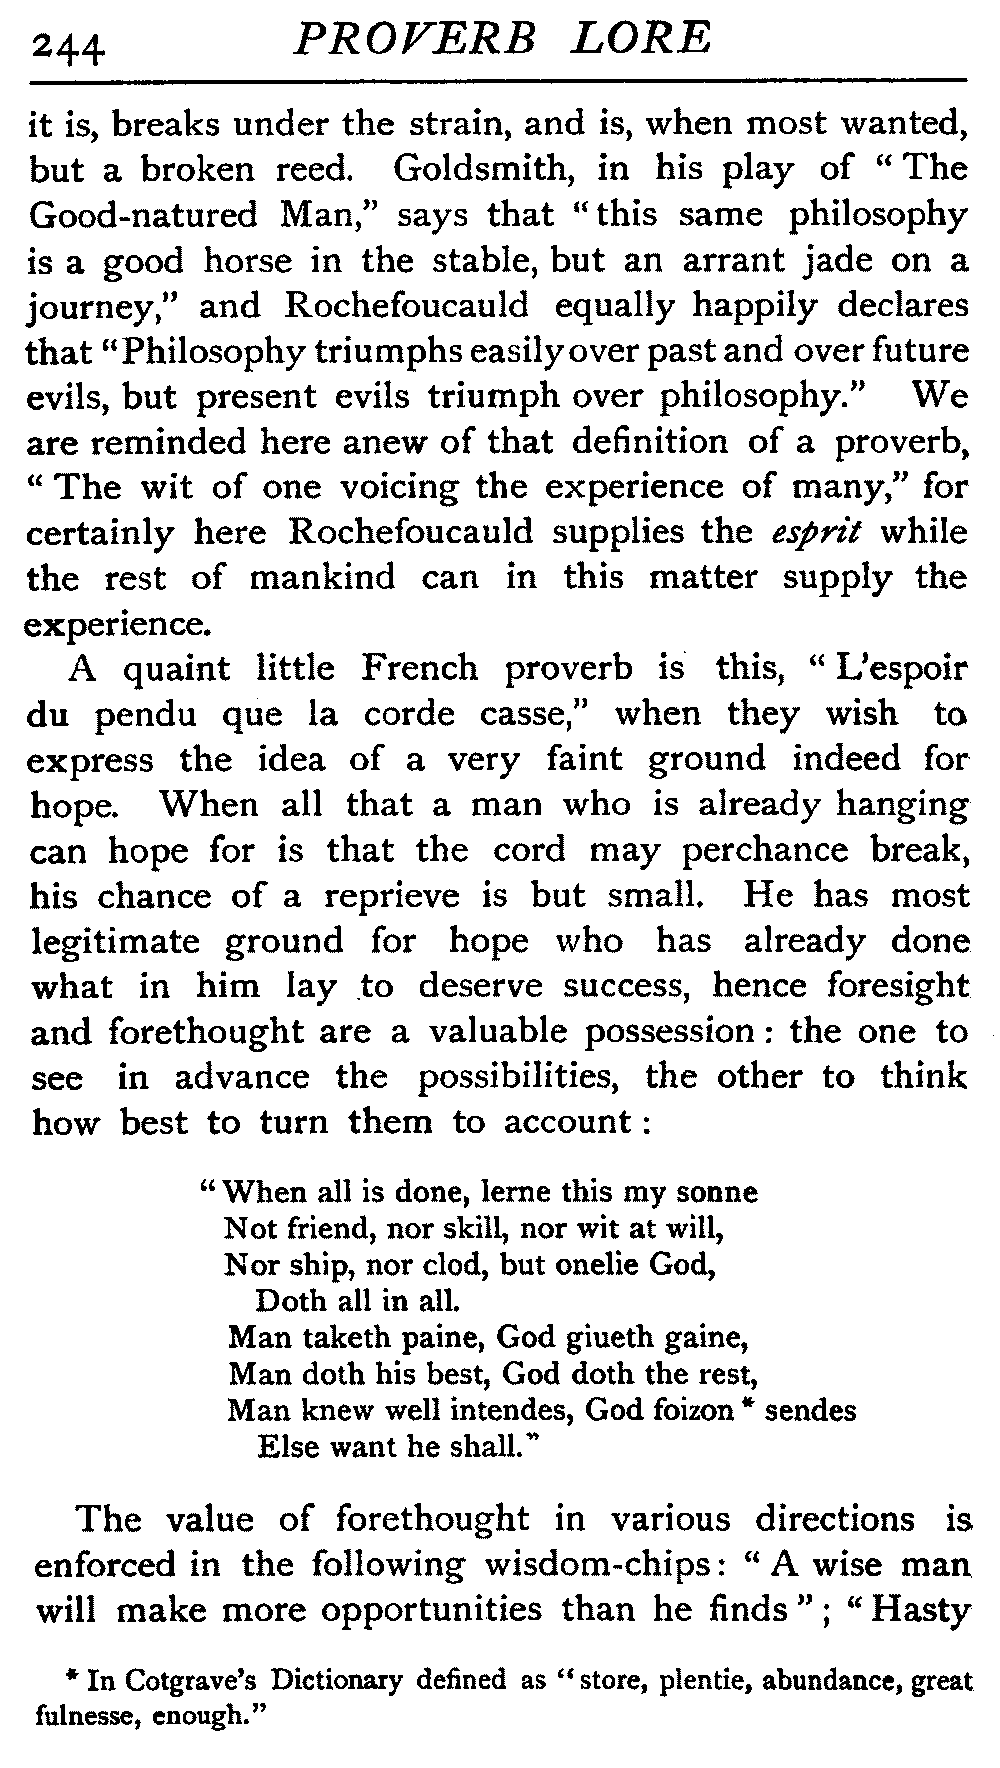 244 PROVERB LORE
it is, breaks under the strain, and is, when most wanted,
but a broken reed. Goldsmith, in his play of “ The
Good-natured Man,” says that “this same philosophy
is a good horse in the stable, but an arrant jade on a
journey,” and Rochefoucauld equally happily declares
that “Philosophy triumphs easily over past and over future
evils, but present evils triumph over philosophy.” We
are reminded here anew of that definition of a proverb,
“ The wit of one voicing the experience of many,” for
certainly here Rochefoucauld supplies the esprit while
the rest of mankind can in this matter supply the
experience.
A quaint little French proverb is this, “ L’espoir
du pendu que la corde casse,” when they wish to
express the idea of a very faint ground indeed for
hope. When all that a man who is already hanging
can hope for is that the cord may perchance break,
his chance of a reprieve is but small. He has most
legitimate ground for hope who has already done
what in him lay to deserve success, hence foresight
and forethought are a valuable possession : the one to
see in advance the possibilities, the other to think
how best to turn them to account :
“ When all is done, lerne this my sonne
Not friend, nor skill, nor wit at will,
Nor ship, nor clod, but onelie God,
Doth all in all.
Man taketh paine, God giueth gaine,
Man doth his best, God doth the rest,
Man knew well intendes, God foizon * sendes
Else want he shall.”
The value of forethought in various directions is
enforced in the following wisdom-chips : “ A wise man
will make more opportunities than he finds ” ; “ Hasty
* In Cotgrave’s Dictionary defined as “ store, plentie, abundance, great
fulnesse, enough.”